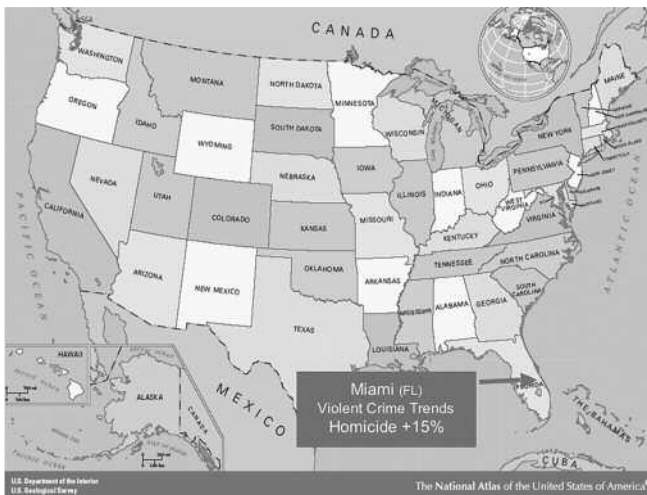 CANADA
WASHINGTON
MONTANA
NORTH DAKOTA
MINNESOTA
MAINE
OREGON
IDAHO
SOUTH DAKOTA
WISCONSIN
MICHIGAN
NEW YORK
WYOMING
IOWA
NEBRASKA
PENNSYLVANIA
NEVADA
UTAH
COLORADO
ILLINOIS
INDIANA
OHIO
WEST VIRGINIA
VIRGINIA
CALIFORNIA
KANSAS
MISSOURI
KENTUCKY
PACIFIC OCEAN
ATLANTIC OCEAN
ARIZONA
NEW MEXICO
OKLAHOMA
ARKANSAS
TENNESSEE
NORTH CAROLINA
SOUTH CAROLINA
TEXAS
LOUISIANA
MISSISSIPPI
ALABAMA
GEORGIA
HAWAII
ALASKA
CANADA
MEXICO
Miami (FL)
Violent Crime Trends
Homicide +15%
THE BAHAMAS
CUBA
U.S. Department of the Interior
U.S. Geological Survey
The National Atlas of the United States of America